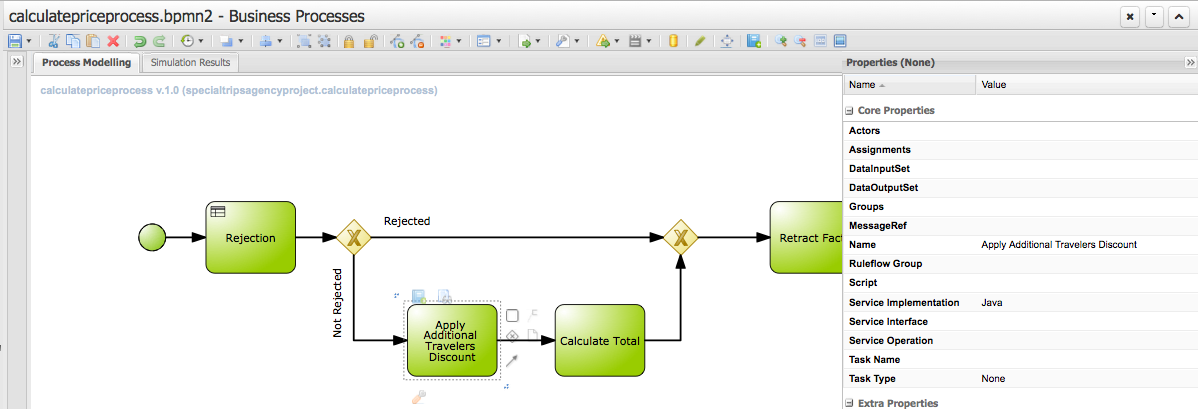 calculatepriceprocess.bpmn2 - Business Processes
Process Modelling
Simulation Results
calculatepriceprocess v.1.0 (specialtripsagencyproject.calculatepriceprocess)
Rejection
Rejected
Not Rejected
Apply
Additional
Travelers
Discount
Calculate Total
Retract Fac
Properties (None)
Name Value
Core Properties
Actors
Assignments
DataInputSet
DataOutputSet
Groups
MessageRef
Name Apply Additional Travelers Discount
Ruleflow Group
Script
Service Implementation Java
Service Interface
Service Operation
Task Name
Task Type None
Extra Properties